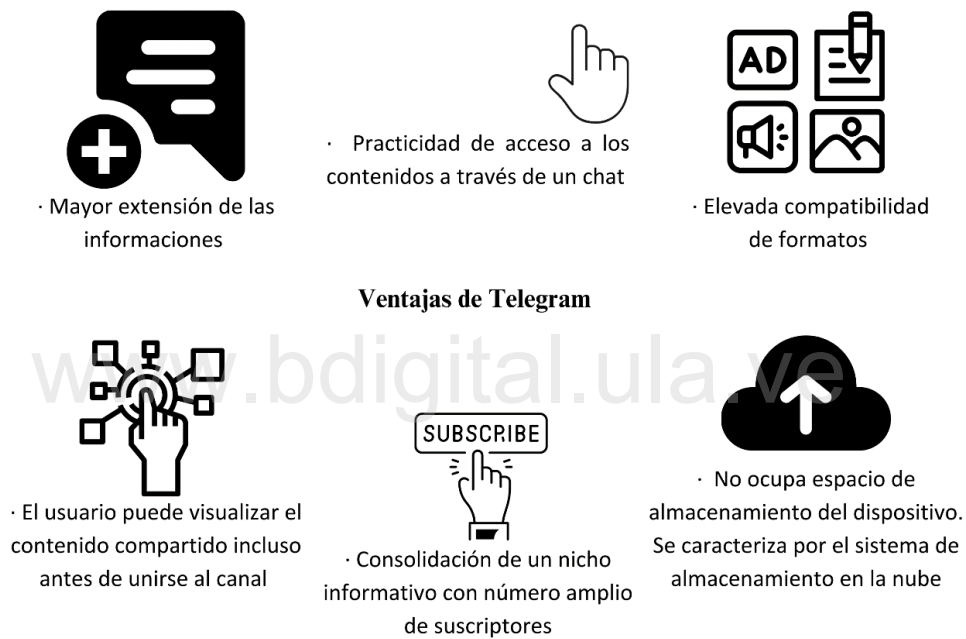 · Mayor extensión de las
informaciones
· Practicidad de acceso a los
contenidos a través de un chat
AD
· Elevada compatibilidad
de formatos
Ventajas de Telegram
www.bdigital.ula.ve
· El usuario puede visualizar el
contenido compartido incluso
antes de unirse al canal
SUBSCRIBE
· Consolidación de un nicho
informativo con número amplio
de suscriptores
· No ocupa espacio de
almacenamiento del dispositivo.
Se caracteriza por el sistema de
almacenamiento en la nube